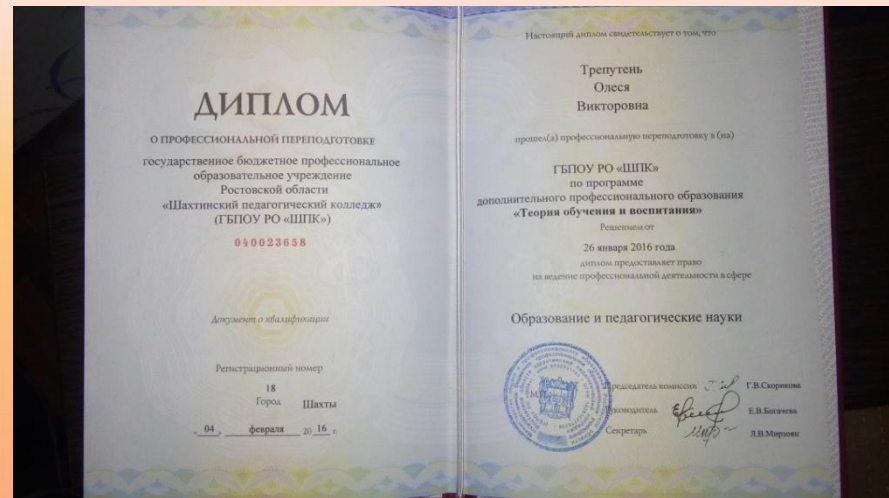 ДИПЛОМ
О ПРОФЕССИОНАЛЬНОЙ ПЕРЕПОДГОТОВКЕ
государственное бюджетное профессиональное
образовательное учреждение
Ростовской области
«Шахтинский педагогический колледж»
(ГБПОУ РО «ШПК»)
040023658
Документ о квалификации
Регистрационный номер
18
Город Шахты
04 февраля 20 16 г.
Настоящий диплом свидетельствует о том, что
Трепутень
Олеся
Викторовна
прошел(а) профессиональную переподготовку в (на)
ГБПОУ РО «ШПК»
по программе
дополнительного профессионального образования
«Теория обучения и воспитания»
Решением от
26 января 2016 года
диплом предоставляет право
на ведение профессиональной деятельности в сфере
Образование и педагогические науки
М.П.
Председатель комиссии Г.В.Скорикова
Руководитель Е.В.Богачева
Секретарь Л.В.Мирзоян